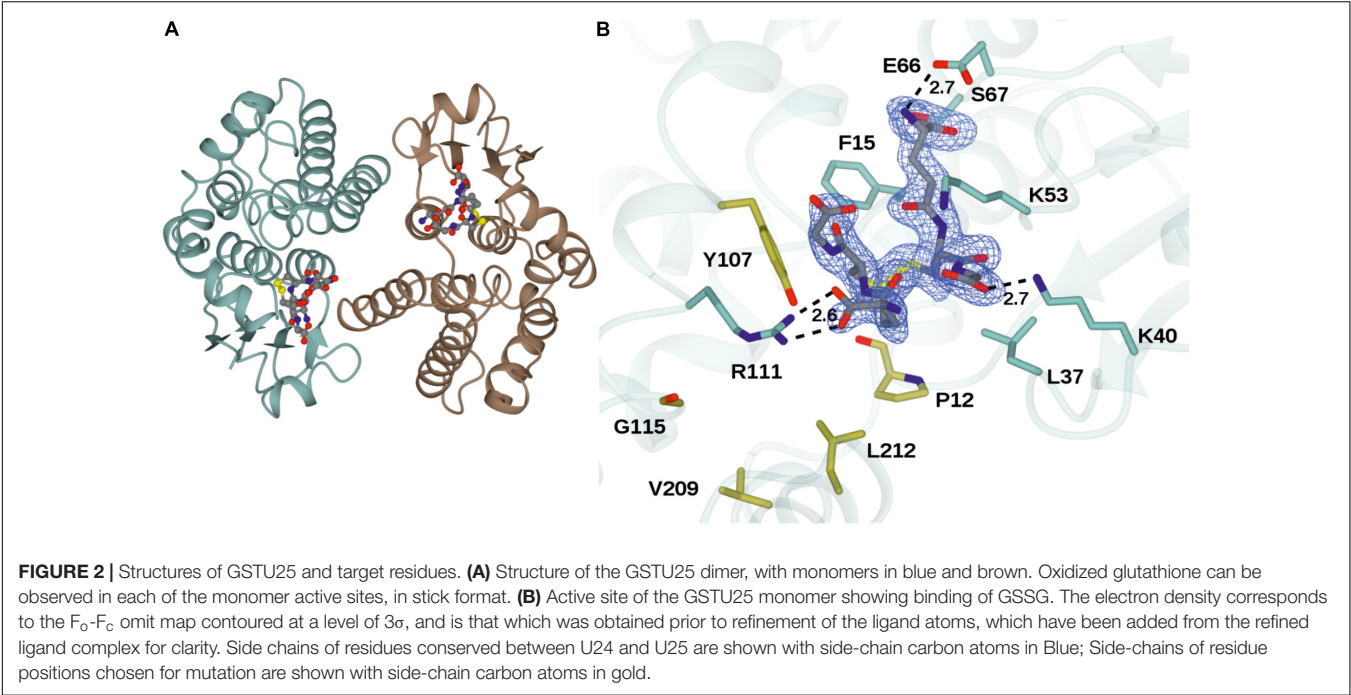 A
B
E66
2.7
S67
F15
K53
Y107
2.6
2.7
R111
K40
L37
P12
G115
L212
V209
FIGURE 2 | Structures of GSTU25 and target residues. (A) Structure of the GSTU25 dimer, with monomers in blue and brown. Oxidized glutathione can be
observed in each of the monomer active sites, in stick format. (B) Active site of the GSTU25 monomer showing binding of GSSG. The electron density corresponds
to the Fo-Fc omit map contoured at a level of 3σ, and is that which was obtained prior to refinement of the ligand atoms, which have been added from the refined
ligand complex for clarity. Side chains of residues conserved between U24 and U25 are shown with side-chain carbon atoms in Blue; Side-chains of residue
positions chosen for mutation are shown with side-chain carbon atoms in gold.